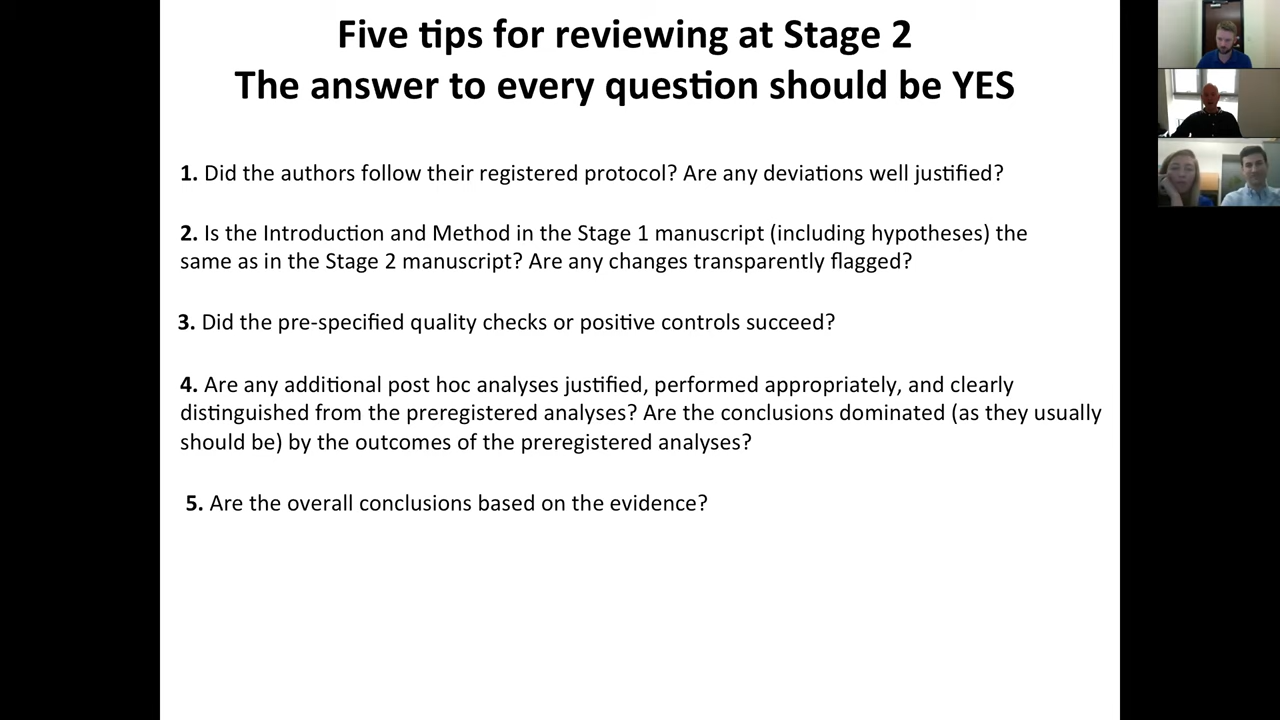 Five tips for reviewing at Stage 2
The answer to every question should be YES
1. Did the authors follow their registered protocol? Are any deviations well justified?
2. Is the Introduction and Method in the Stage 1 manuscript (including hypotheses) the
same as in the Stage 2 manuscript? Are any changes transparently flagged?
3. Did the pre-specified quality checks or positive controls succeed?
4. Are any additional post hoc analyses justified, performed appropriately, and clearly
distinguished from the preregistered analyses? Are the conclusions dominated (as they usually
should be) by the outcomes of the preregistered analyses?
5. Are the overall conclusions based on the evidence?